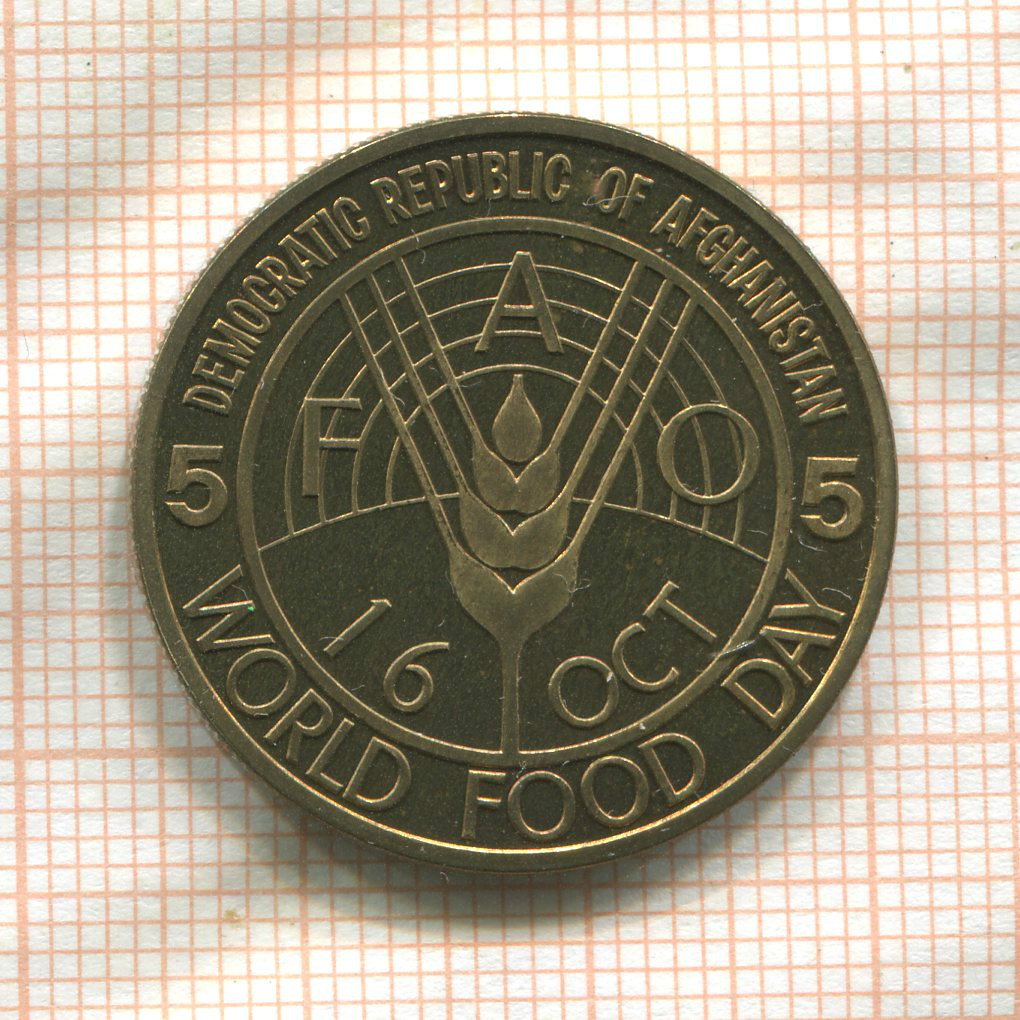 DEMOCRATIC REPUBLIC OF AFGHANISTAN
F A O
5 5
16 OCT
WORLD FOOD DAY